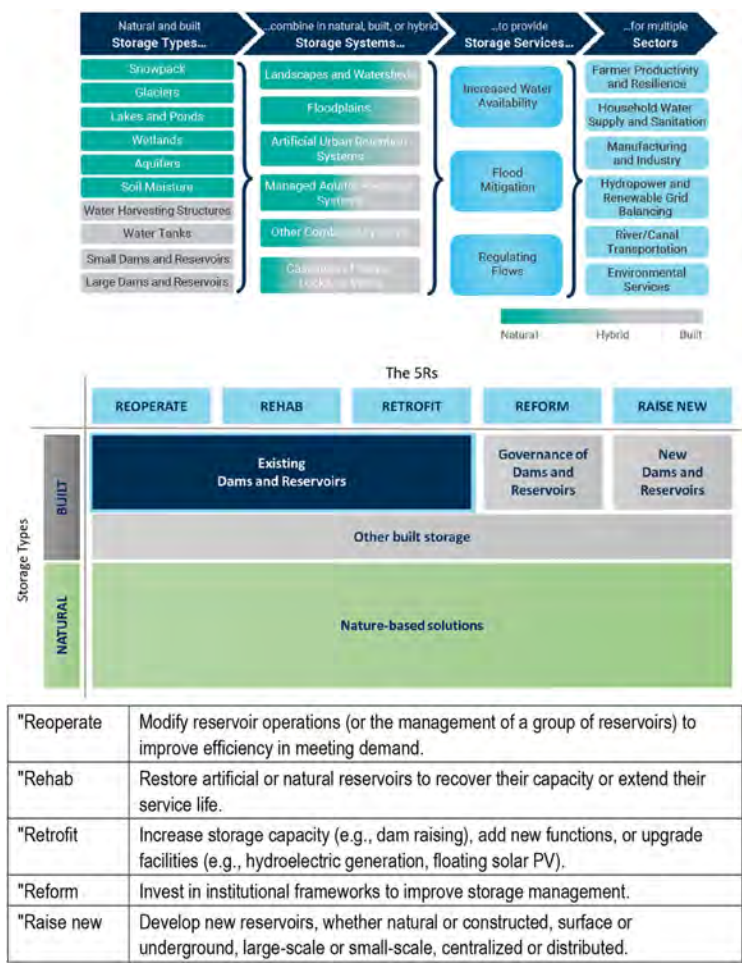 Natural and built
Storage Types...
...combine in natural, built, or hybrid
Storage Systems...
...to provide
Storage Services...
...for multiple
Sectors
Snowpack
Glaciers
Lakes and Ponds
Wetlands
Aquifers
Soil Moisture
Water Harvesting Structures
Water Tanks
Small Dams and Reservoirs
Large Dams and Reservoirs
Landscapes and Watersheds
Floodplains
Artificial Urban Retention
Systems
Managed
Systems
Other
Increased Water
Availability
Flood
Mitigation
Regulating
Flows
Farmer Productivity
and Resilience
Household Water
Supply and Sanitation
Manufacturing
and Industry
Hydropower and
Renewable Grid
Balancing
River/Canal
Transportation
Environmental
Services
Natural Hybrid Built
The 5Rs
REOPERATE REHAB RETROFIT REFORM RAISE NEW
Storage Types
BUILT
Existing
Dams and Reservoirs
Governance of
Dams and
Reservoirs
New
Dams and
Reservoirs
Other built storage
NATURAL
Nature-based solutions
"Reoperate Modify reservoir operations (or the management of a group of reservoirs) to
improve efficiency in meeting demand.
"Rehab Restore artificial or natural reservoirs to recover their capacity or extend their
service life.
"Retrofit Increase storage capacity (e.g., dam raising), add new functions, or upgrade
facilities (e.g., hydroelectric generation, floating solar PV).
"Reform Invest in institutional frameworks to improve storage management.
"Raise new Develop new reservoirs, whether natural or constructed, surface or
underground, large-scale or small-scale, centralized or distributed.